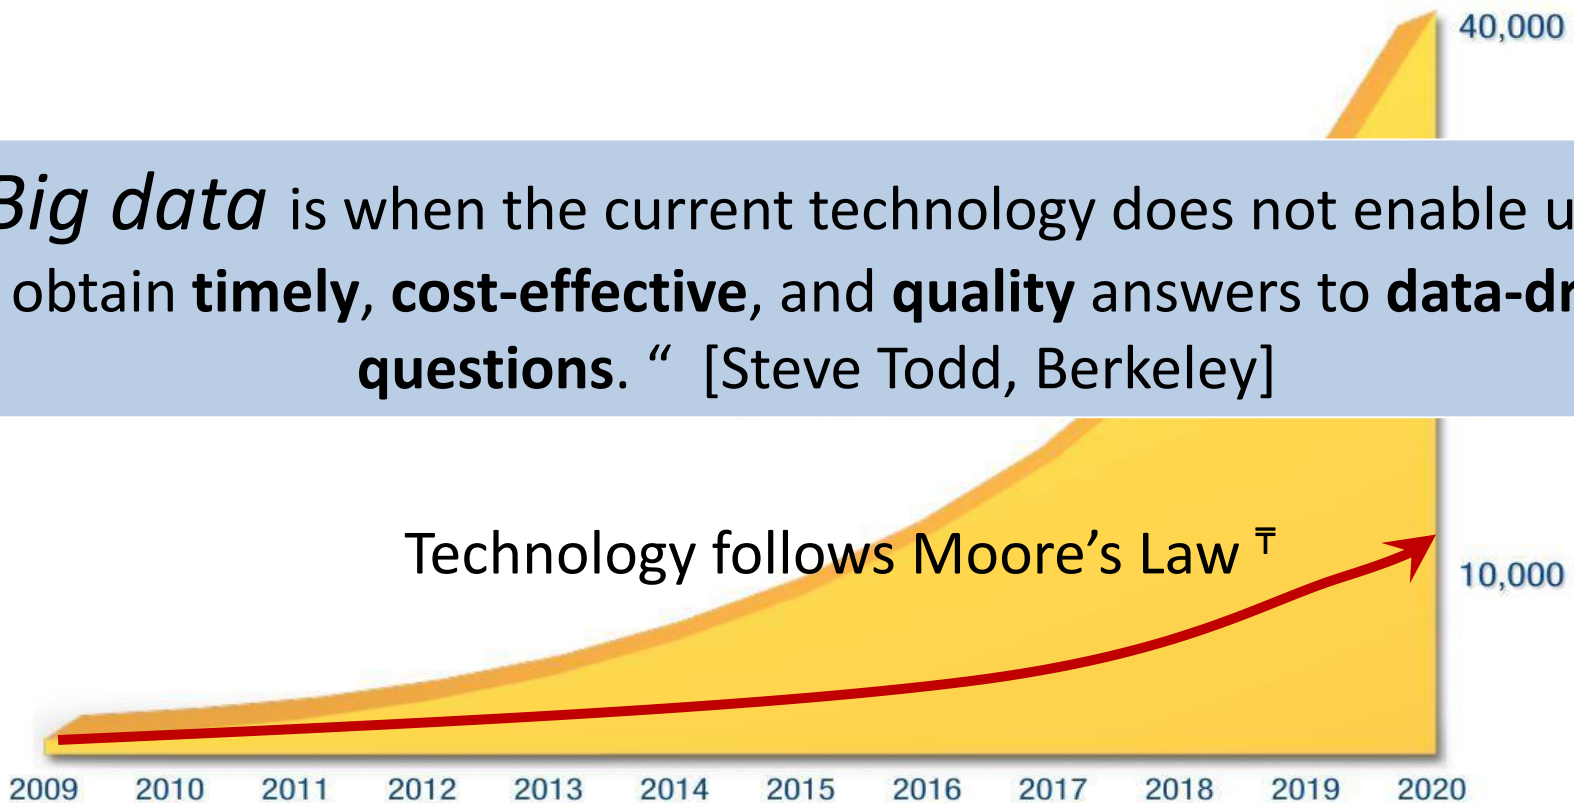 40,000
Big data is when the current technology does not enable u
obtain timely, cost-effective, and quality answers to data-dr
questions. “ [Steve Todd, Berkeley]
Technology follows Moore’s Law ₸
10,000
2009 2010 2011 2012 2013 2014 2015 2016 2017 2018 2019 2020